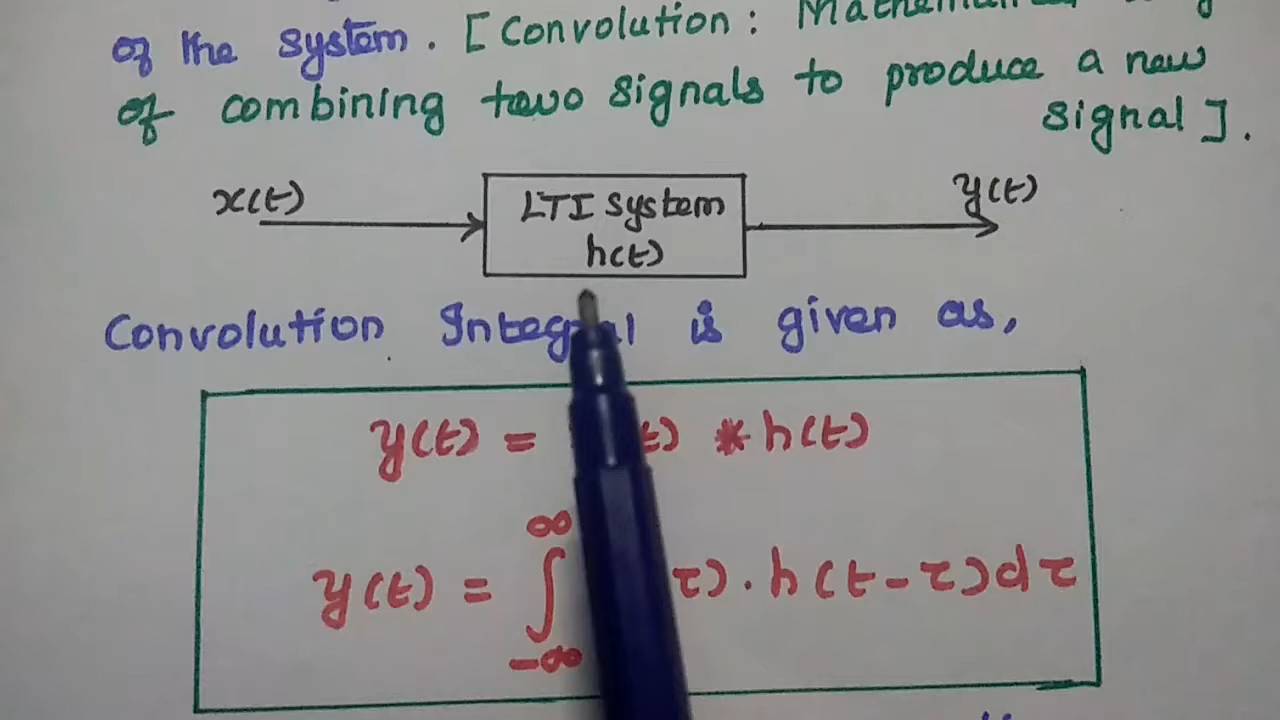 of the system. [Convolution:
of combining two signals to produce a new
signal].
x(t) LTI System y(t)
h(t)
Convolution is given as,
y(t) = t) * h(t)
y(t) = ∫ τ). h(t-τ)dτ
∞
-∞